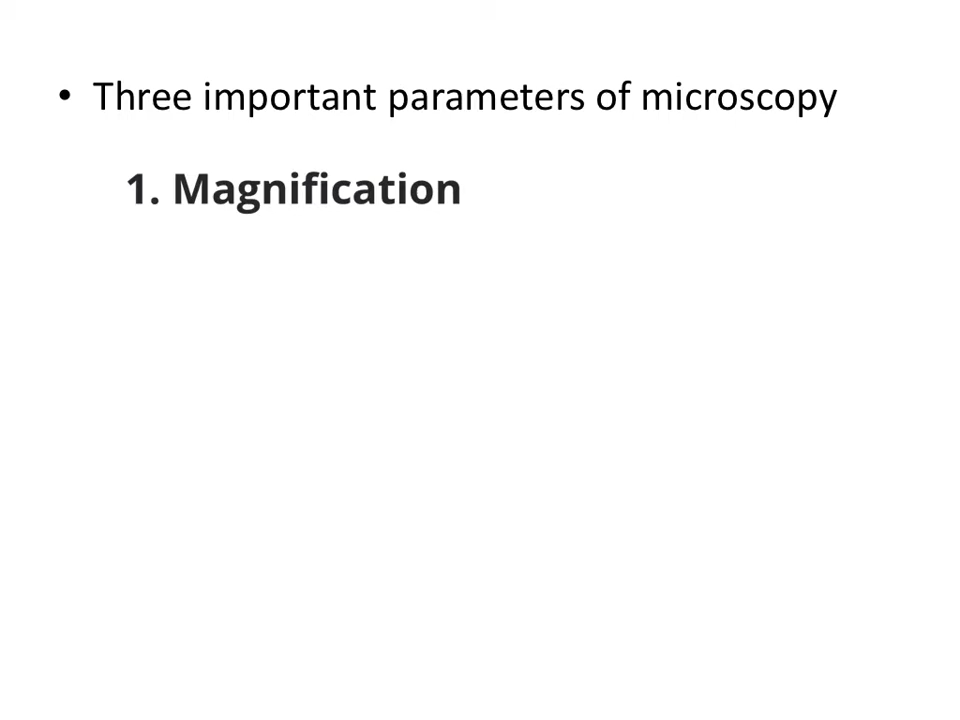 • Three important parameters of microscopy
1. Magnification